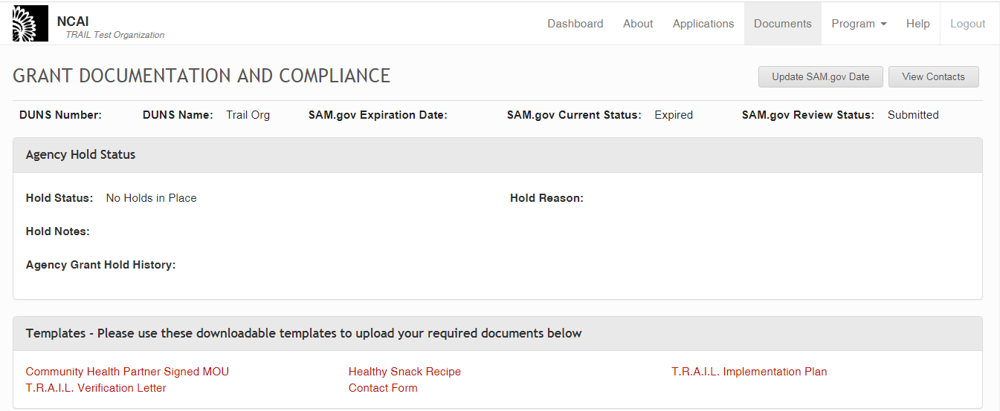 NCAI
TRAIL Test Organization
Dashboard About Applications Documents Program Help Logout
GRANT DOCUMENTATION AND COMPLIANCE
Update SAM.gov Date View Contacts
DUNS Number: DUNS Name: Trail Org SAM.gov Expiration Date: SAM.gov Current Status: Expired SAM.gov Review Status: Submitted
Agency Hold Status
Hold Status: No Holds in Place Hold Reason:
Hold Notes:
Agency Grant Hold History:
Templates - Please use these downloadable templates to upload your required documents below
Community Health Partner Signed MOU Healthy Snack Recipe T.R.A.I.L. Implementation Plan
T.R.A.I.L. Verification Letter Contact Form